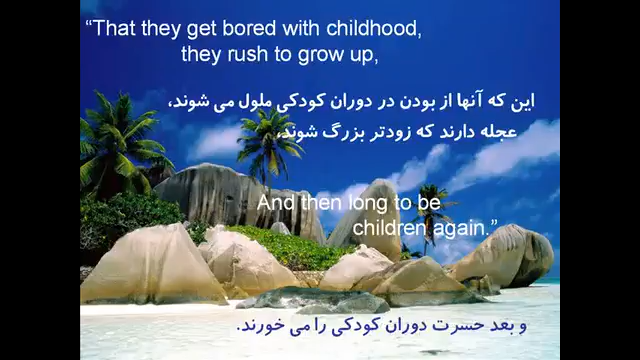 “That they get bored with childhood,
they rush to grow up,
این که آنها از بودن در دوران کودکی ملول می شوند،
عجله دارند که زودتر بزرگ شوند،
And then long to be
children again.”
و بعد حسرت دوران کودکی را می خورند.